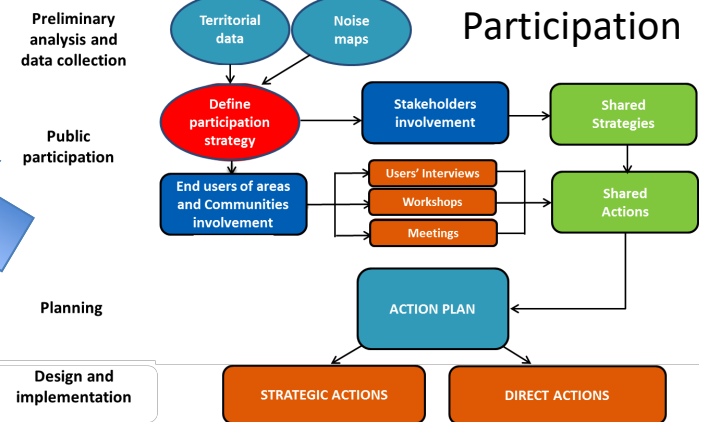 Participation
Preliminary
analysis and
data collection
Territorial
data
Noise
maps
Public
participation
Define
participation
strategy
Stakeholders
involvement
Shared
Strategies
End users of areas
and Communities
involvement
Users' Interviews
Workshops
Meetings
Shared
Actions
Planning
ACTION PLAN
Design and
implementation
STRATEGIC ACTIONS
DIRECT ACTIONS